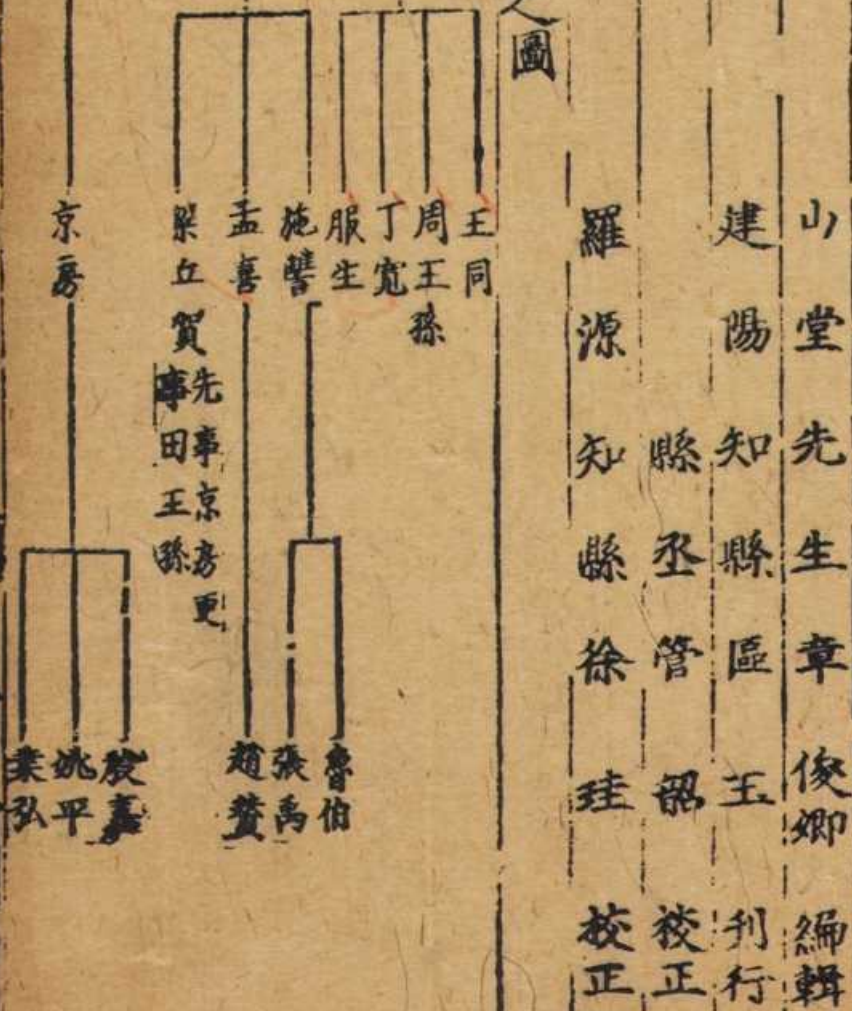 山堂先生章俊卿編輯
建陽知縣區玉刊行
縣丞管韶校正
羅源知縣徐珪校正
之圖
王同
周王孫
丁寬
服生
施讐
魯伯
張禹
孟喜
趙
梁丘賀
先事京房更
事田王孫
京房
殷嘉
姚平
弘